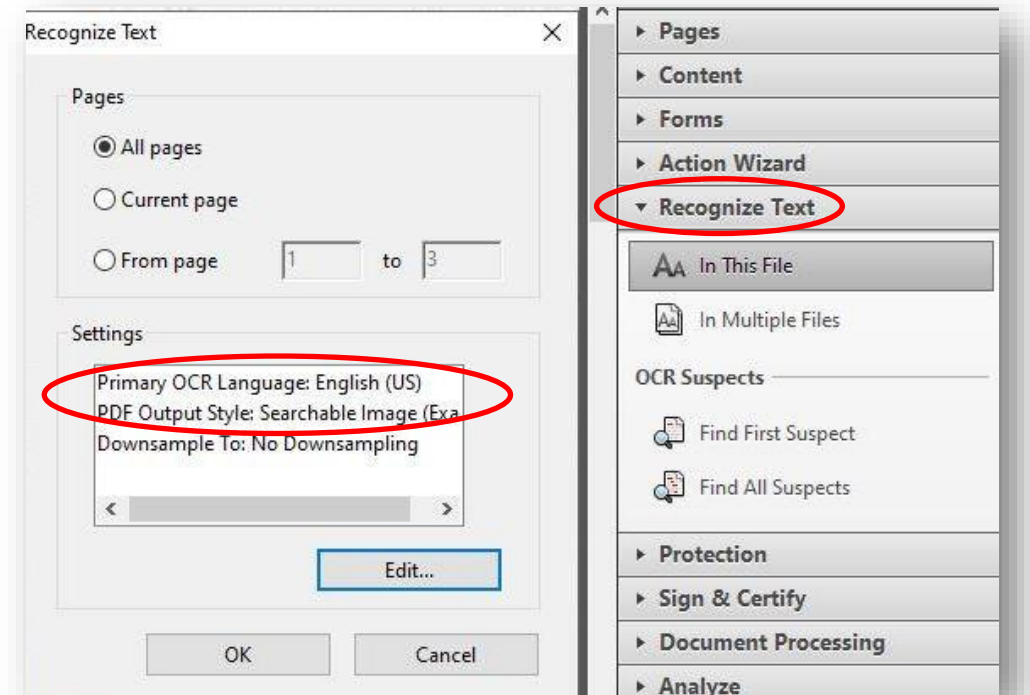 Recognize Text
Pages
All pages
Current page
From page 1 to 3
Settings
Primary OCR Language: English (US)
PDF Output Style: Searchable Image (Exa
Downsample To: No Downsampling
Edit...
OK Cancel
Pages
Content
Forms
Action Wizard
Recognize Text
In This File
In Multiple Files
OCR Suspects
Find First Suspect
Find All Suspects
Protection
Sign & Certify
Document Processing
Analyze